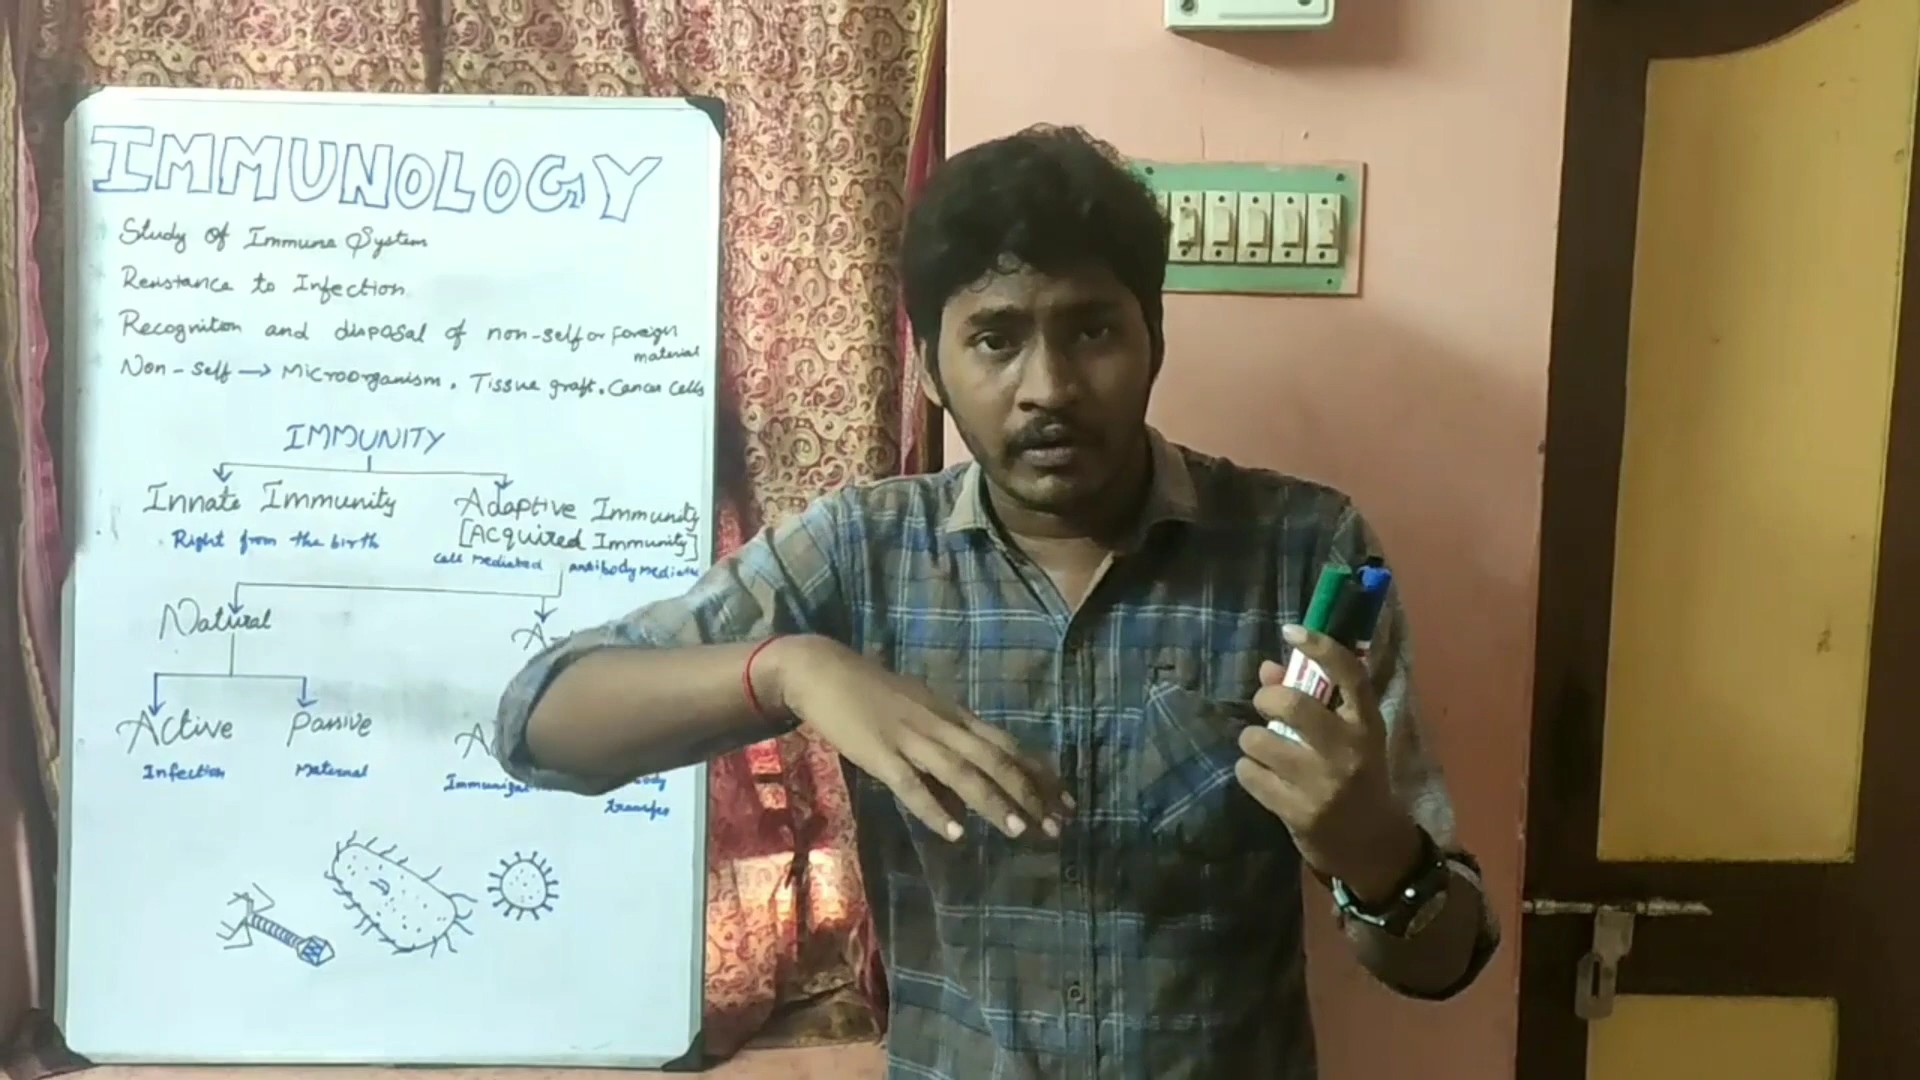 IMMUNOLOGY
Study of Immune System
Resistance to Infection
Recognition and disposal of non-self or Foreign
material
Non-Self → Microorganism. Tissue graft. Cancer cells
IMMUNITY
Innate Immunity
Adaptive Immunity
Right from the birth
[Acquired Immunity]
Cell Mediated antibody mediated
Natural
Active
Passive
Infection
Maternal
transfer